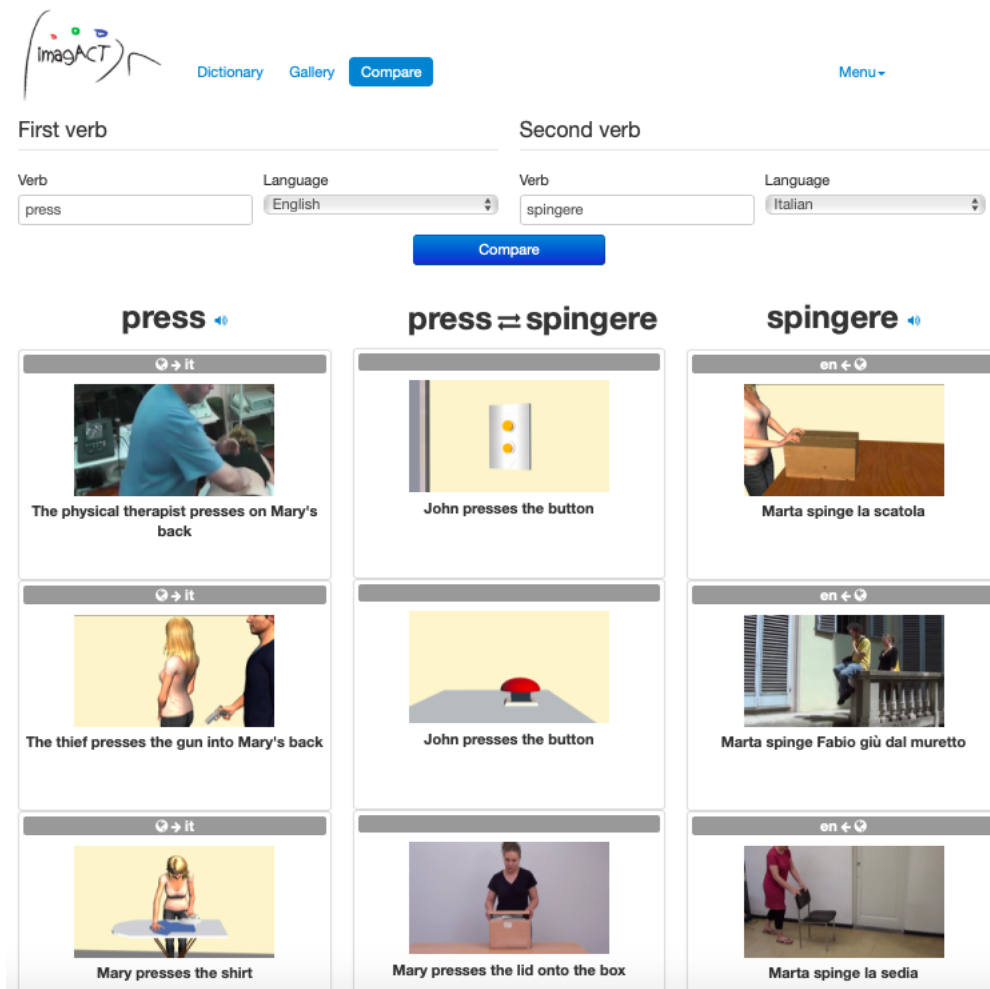 imagACT
Dictionary Gallery Compare Menu
First verb Second verb
Verb Language Verb Language
press English spingere Italian
Compare
press press ⇄ spingere spingere
→ it en ←
The physical therapist presses on Mary's
back
John presses the button
Marta spinge la scatola
→ it en ←
The thief presses the gun into Mary's back
John presses the button
Marta spinge Fabio giù dal muretto
→ it en ←
Mary presses the shirt
Mary presses the lid onto the box
Marta spinge la sedia